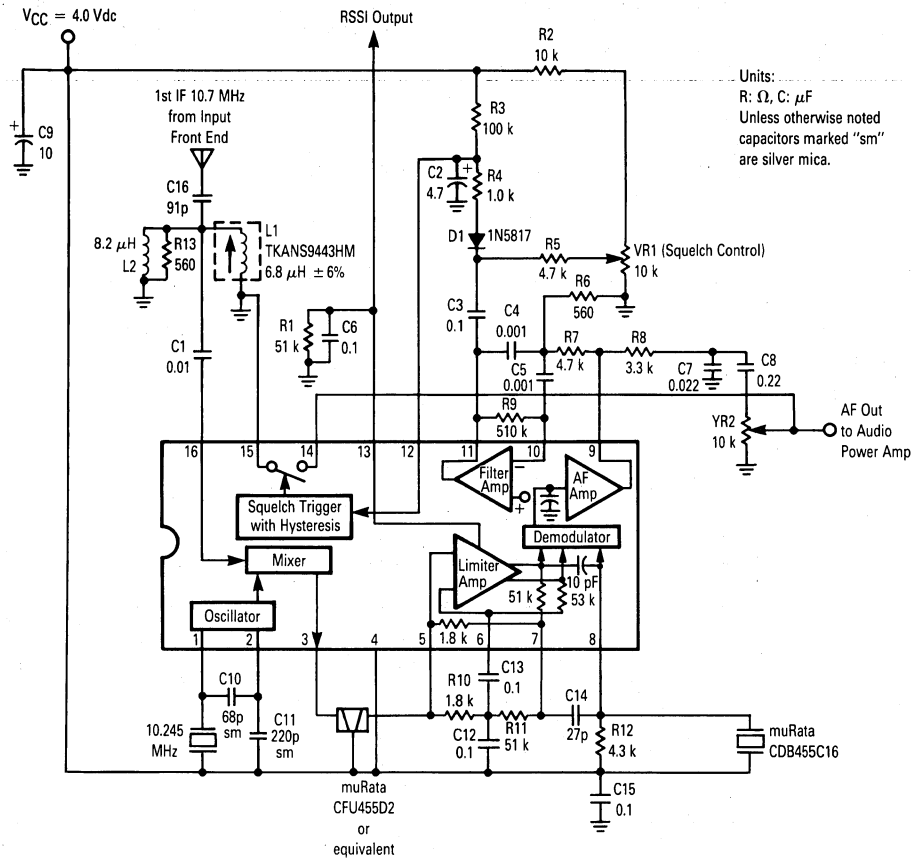 VCC = 4.0 Vdc
RSSI Output
R2
10 k
Units:
R: Ω, C: μF
Unless otherwise noted
capacitors marked "sm"
are silver mica.
1st IF 10.7 MHz
from Input
Front End
+
C9
10
R3
100 k
C2
4.7
+
R4
1.0 k
C16
91p
D1
1N5817
8.2 μH
L2
R13
560
L1
TKANS9443HM
6.8 μH ± 6%
R5
4.7 k
VR1 (Squelch Control)
10 k
R6
560
C3
0.1
C4
0.001
R1
51 k
C6
0.1
C1
0.01
C5
0.001
R7
4.7 k
R8
3.3 k
C7
0.022
C8
0.22
R9
510 k
YR2
10 k
AF Out
to Audio
Power Amp
16
15
14
13
12
11
10
9
Filter
Amp
−
+
AF
Amp
Squelch Trigger
with Hysteresis
Demodulator
Mixer
Limiter
Amp
10 pF
51 k
53 k
Oscillator
1.8 k
1
2
3
4
5
6
7
8
C10
68p
sm
C11
220p
sm
10.245
MHz
R10
1.8 k
C13
0.1
C12
0.1
R11
51 k
C14
27p
R12
4.3 k
muRata
CDB455C16
C15
0.1
muRata
CFU455D2
or
equivalent